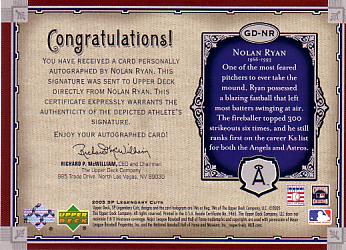 Congratulations!
YOU HAVE RECEIVED A CARD PERSONALLY
AUTOGRAPHED BY NOLAN RYAN. THIS
SIGNATURE WAS SENT TO UPPER DECK
DIRECTLY FROM NOLAN RYAN. THIS
CERTIFICATE EXPRESSLY WARRANTS THE
AUTHENTICITY OF THE DEPICTED ATHLETE'S
SIGNATURE.
ENJOY YOUR AUTOGRAPHED CARD!
RICHARD P. McWILLIAM, CEO and Chairman
The Upper Deck Company
985 Trade Drive, North Las Vegas, NV 89030
GD-NR
NOLAN RYAN
1966-1993
One of the most feared
pitchers to ever take the
mound, Ryan possessed
a blazing fastball that left
most batters swinging at air.
The fireballer topped 300
strikeouts six times, and he still
ranks first on the career Ks list
for both the Angels and Astros.
A
UPPER DECK
2005 SP LEGENDARY CUTS